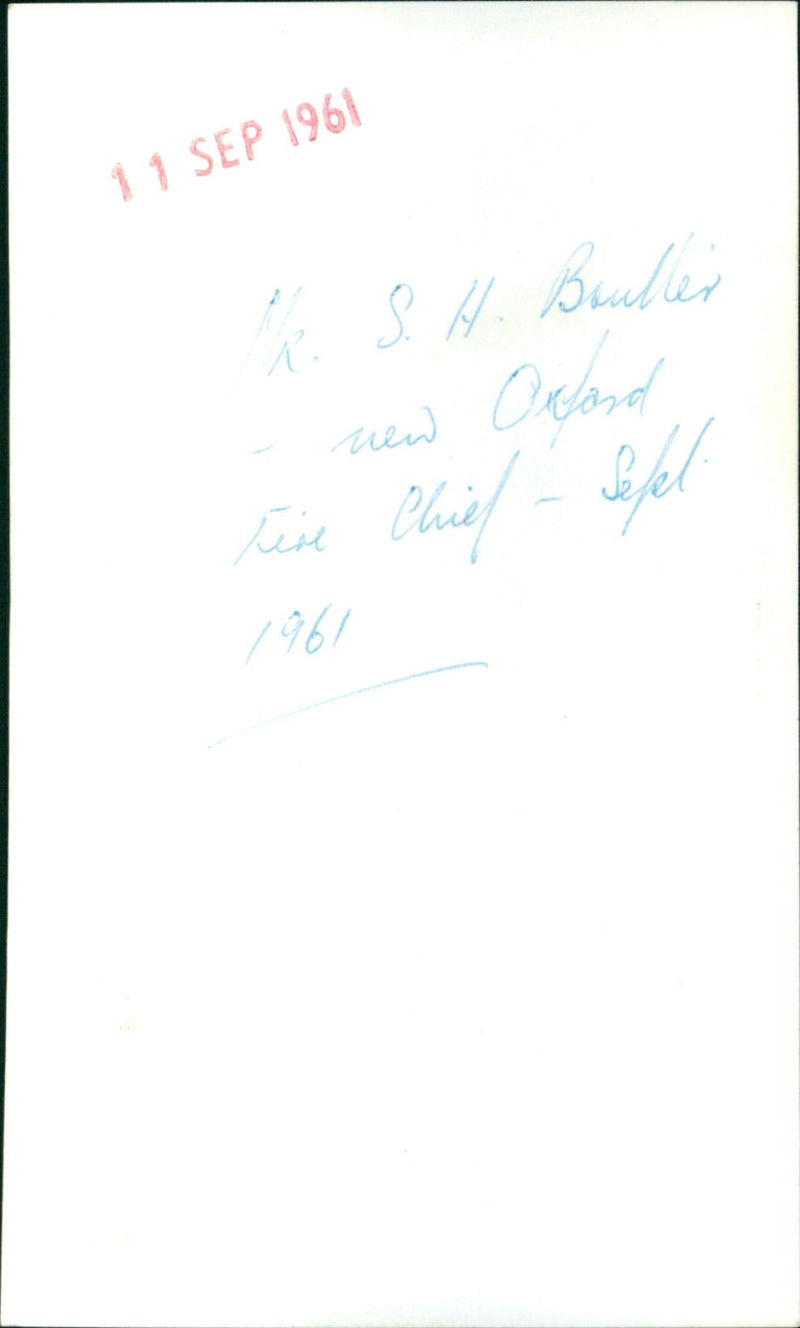 11 SEP 1961
Mr. S. H. Boulter
- new Oxford
Fire Chief - Sept.
1961